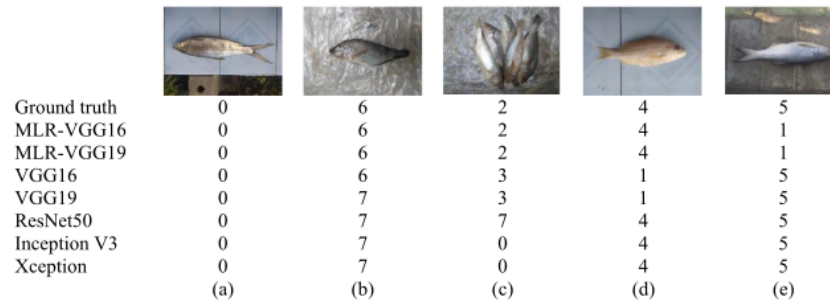 Ground truth 0 6 2 4 5
MLR-VGG16 0 6 2 4 1
MLR-VGG19 0 6 2 4 1
VGG16 0 6 3 1 5
VGG19 0 7 3 1 5
ResNet50 0 7 7 4 5
Inception V3 0 7 0 4 5
Xception 0 7 0 4 5
(a) (b) (c) (d) (e)